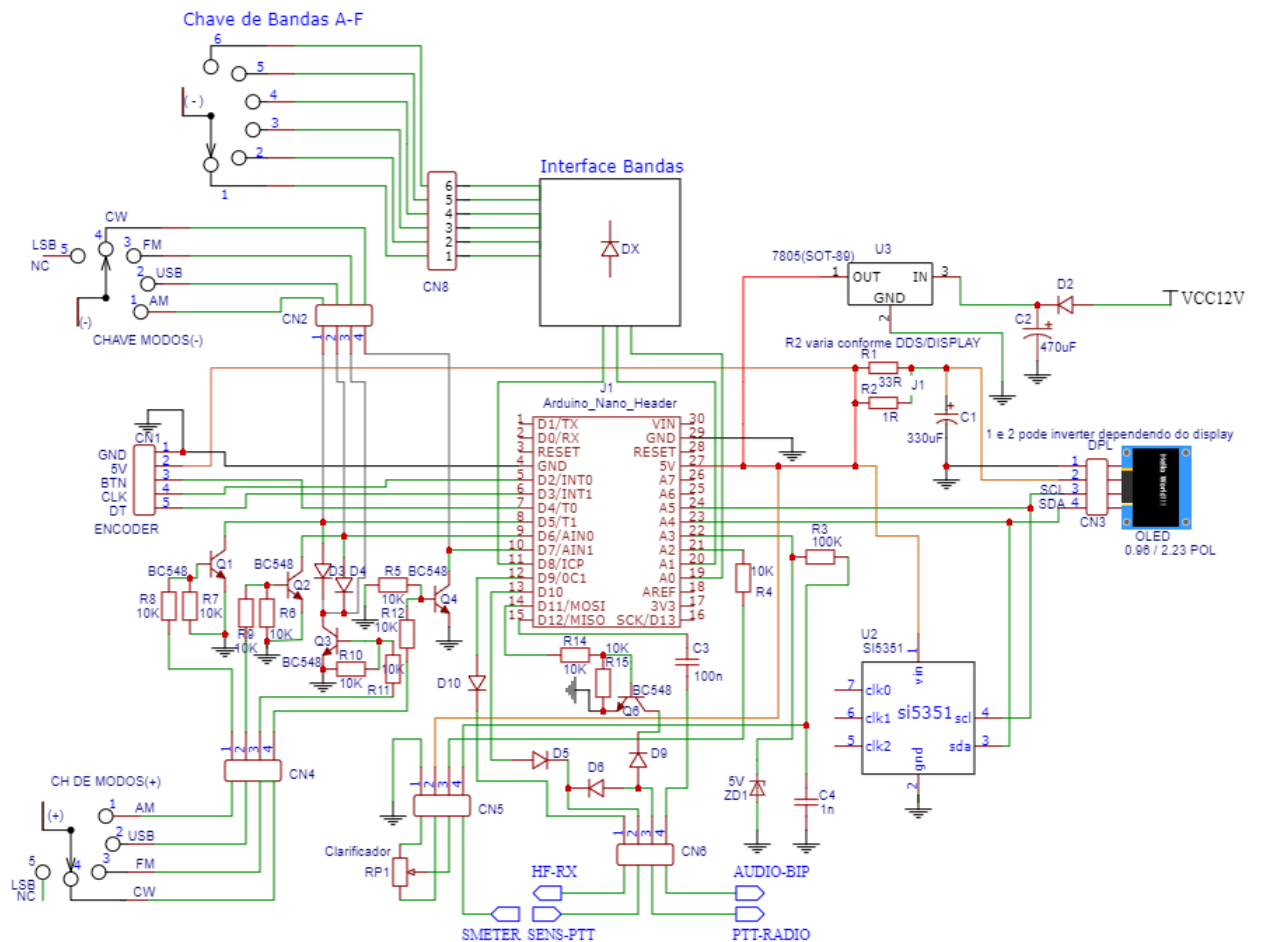 Chave de Bandas A-F
6
5
4
3
2
1
(-)
Interface Bandas
DX
6
5
4
3
2
1
CN8
CW
4
LSB 5
NC
3 FM
2 USB
1 AM
(-)
CHAVE MODOS(-)
CN2
1 2 3 4
7805(SOT-89)
U3
1 OUT IN 3
GND
2
D2
VCC12V
C2
470uF
R2 varia conforme DDS/DISPLAY
R1
33R
J1
R2
1R
C1
330uF
1 e 2 pode inverter dependendo do display
DPL
1
2
SCL 3
SDA 4
CN3
Hello World!!!
OLED
0.96 / 2.23 POL
J1
Arduino_Nano_Header
1 D1/TX VIN 30
2 D0/RX GND 29
3 RESET RESET 28
4 GND 5V 27
5 D2/INT0 A7 26
6 D3/INT1 A6 25
7 D4/T0 A5 24
8 D5/T1 A4 23
9 D6/AIN0 A3 22
10 D7/AIN1 A2 21
11 D8/ICP A1 20
12 D9/0C1 A0 19
13 D10 AREF 18
14 D11/MOSI 3V3 17
15 D12/MISO SCK/D13 16
CN1
GND 1
5V 2
BTN 3
CLK 4
DT 5
ENCODER
Q1
BC548
R8
10K
R7
10K
BC548
Q2
R9
10K
R6
10K
D3 D4
R5
10K
BC548
Q4
R12
10K
Q3
BC548
R10
10K
10K
R11
R3
100K
10K
R4
R14
10K
10K
R15
BC548
Q6
C3
100n
D10
D5
D6
D9
5V
ZD1
C4
1n
U2
SI5351
1
vin
7 clk0
6 clk1
5 clk2
si5351
scl 4
sda 3
gnd
2
1 2 3 4
CN4
CH DE MODOS(+)
(+)
1 AM
2 USB
3 FM
4 CW
5
LSB
NC
1 2 3 4
CN5
Clarificador
RP1
1 2 3 4
CN6
HF-RX
AUDIO-BIP
SMETER SENS-PTT
PTT-RADIO